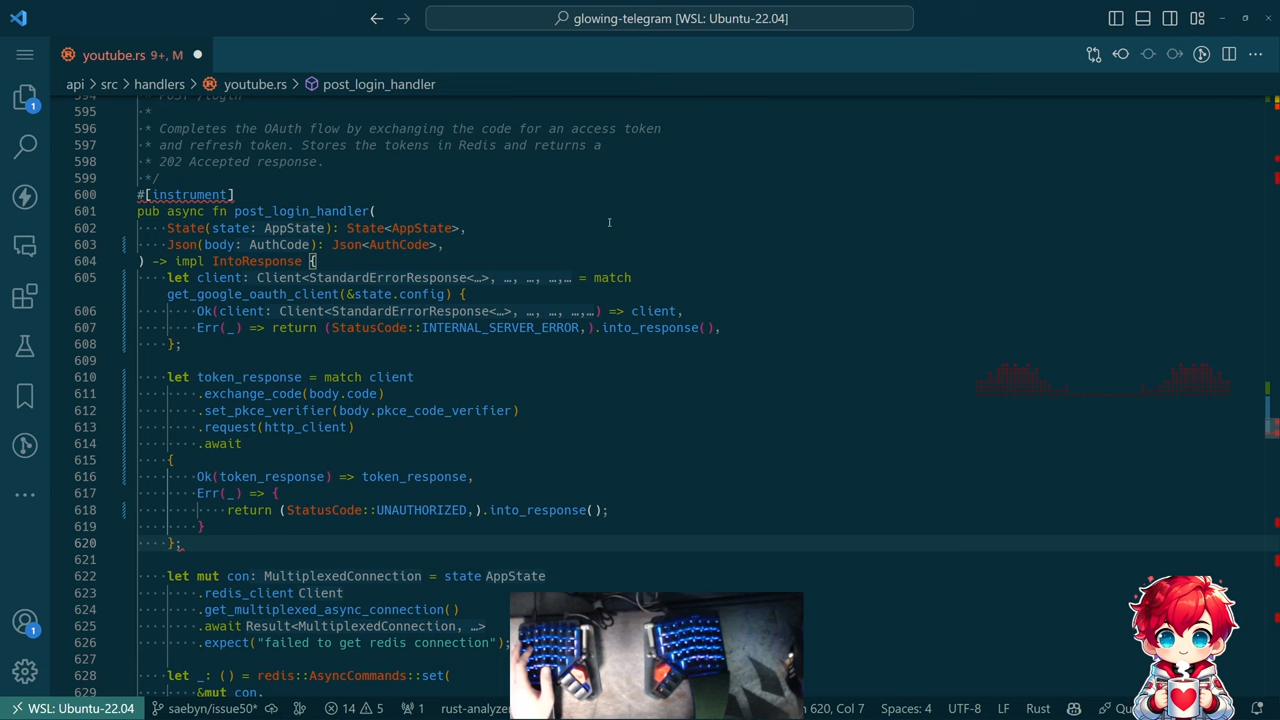 glowing-telegram [WSL: Ubuntu-22.04]
youtube.rs 9+, M
api > src > handlers > youtube.rs > post_login_handler
594 * POST /login
595 *
596 * Completes the OAuth flow by exchanging the code for an access token
597 * and refresh token. Stores the tokens in Redis and returns a
598 * 202 Accepted response.
599 */
600 #[instrument]
601 pub async fn post_login_handler(
602 State(state: AppState): State<AppState>,
603 Json(body: AuthCode): Json<AuthCode>,
604 ) -> impl IntoResponse {
605 let client: Client<StandardErrorResponse<…>, …, …, …,… = match
get_google_oauth_client(&state.config) {
606 Ok(client: Client<StandardErrorResponse<…>, …, …, …,…) => client,
607 Err(_) => return (StatusCode::INTERNAL_SERVER_ERROR,).into_response(),
608 };
609
610 let token_response = match client
611 .exchange_code(body.code)
612 .set_pkce_verifier(body.pkce_code_verifier)
613 .request(http_client)
614 .await
615 {
616 Ok(token_response) => token_response,
617 Err(_) => {
618 return (StatusCode::UNAUTHORIZED,).into_response();
619 }
620 };
621
622 let mut con: MultiplexedConnection = state AppState
623 .redis_client Client
624 .get_multiplexed_async_connection()
625 .await Result<MultiplexedConnection, …>
626 .expect("failed to get redis connection");
627
628 let _: () = redis::AsyncCommands::set(
629 &mut con,
WSL: Ubuntu-22.04 saebyn/issue50* 14 5 1 rust-analyzer 620, Col 7 Spaces: 4 UTF-8 LF Rust